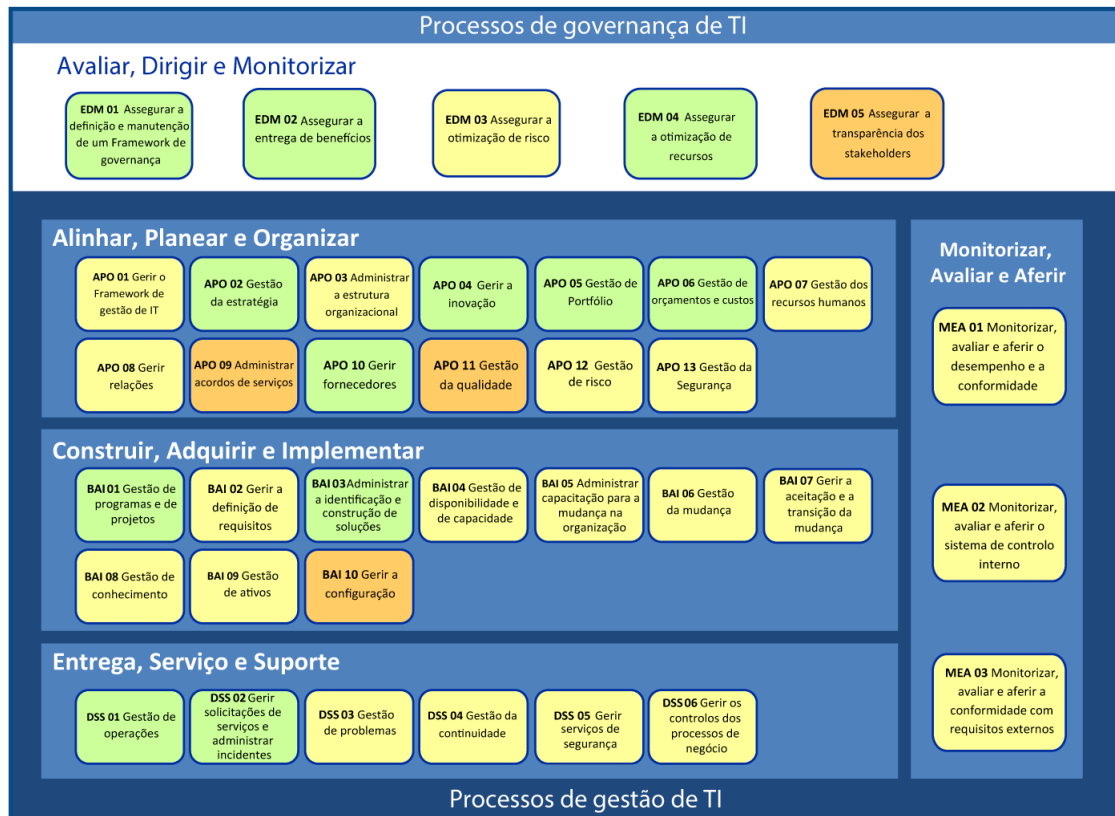 Processos de governança de TI
Avaliar, Dirigir e Monitorizar
EDM 01 Assegurar a
definição e manutenção
de um Framework de
governança
EDM 02 Assegurar a
entrega de benefícios
EDM 03 Assegurar a
otimização de risco
EDM 04 Assegurar
a otimização de
recursos
EDM 05 Assegurar a
transparência dos
stakeholders
Alinhar, Planear e Organizar
APO 01 Gerir o
Framework de
gestão de IT
APO 02 Gestão
da estratégia
APO 03 Administrar
a estrutura
organizacional
APO 04 Gerir a
inovação
APO 05 Gestão de
Portfólio
APO 06 Gestão de
orçamentos e custos
APO 07 Gestão dos
recursos humanos
APO 08 Gerir
relações
APO 09 Administrar
acordos de serviços
APO 10 Gerir
fornecedores
APO 11 Gestão
da qualidade
APO 12 Gestão
de risco
APO 13 Gestão da
Segurança
Construir, Adquirir e Implementar
BAI 01 Gestão de
programas e de
projetos
BAI 02 Gerir a
definição de
requisitos
BAI 03 Administrar
a identificação e
construção de
soluções
BAI 04 Gestão de
disponibilidade e
de capacidade
BAI 05 Administrar
capacitação para a
mudança na
organização
BAI 06 Gestão
da mudança
BAI 07 Gerir a
aceitação e a
transição da
mudança
BAI 08 Gestão de
conhecimento
BAI 09 Gestão
de ativos
BAI 10 Gerir a
configuração
Entrega, Serviço e Suporte
DSS 01 Gestão de
operações
DSS 02 Gerir
solicitações de
serviços e
administrar
incidentes
DSS 03 Gestão
de problemas
DSS 04 Gestão da
continuidade
DSS 05 Gerir
serviços de
segurança
DSS 06 Gerir os
controlos dos
processos de
negócio
Monitorizar,
Avaliar e Aferir
MEA 01 Monitorizar,
avaliar e aferir o
desempenho e a
conformidade
MEA 02 Monitorizar,
avaliar e aferir o
sistema de controlo
interno
MEA 03 Monitorizar,
avaliar e aferir a
conformidade com
requisitos externos
Processos de gestão de TI